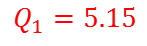 Q₁ = 5.15